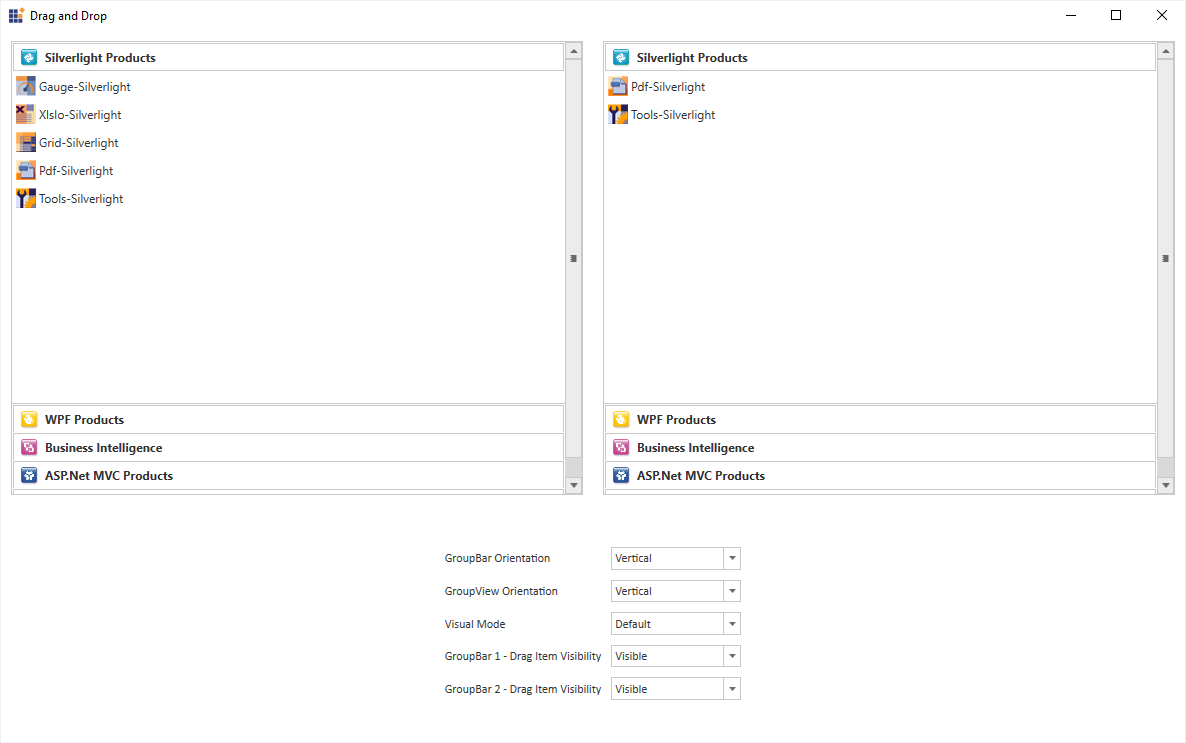 Drag and Drop
Silverlight Products
Gauge-Silverlight
XlsIo-Silverlight
Grid-Silverlight
Pdf-Silverlight
Tools-Silverlight
WPF Products
Business Intelligence
ASP.Net MVC Products
Silverlight Products
Pdf-Silverlight
Tools-Silverlight
WPF Products
Business Intelligence
ASP.Net MVC Products
GroupBar Orientation Vertical
GroupView Orientation Vertical
Visual Mode Default
GroupBar 1 - Drag Item Visibility Visible
GroupBar 2 - Drag Item Visibility Visible